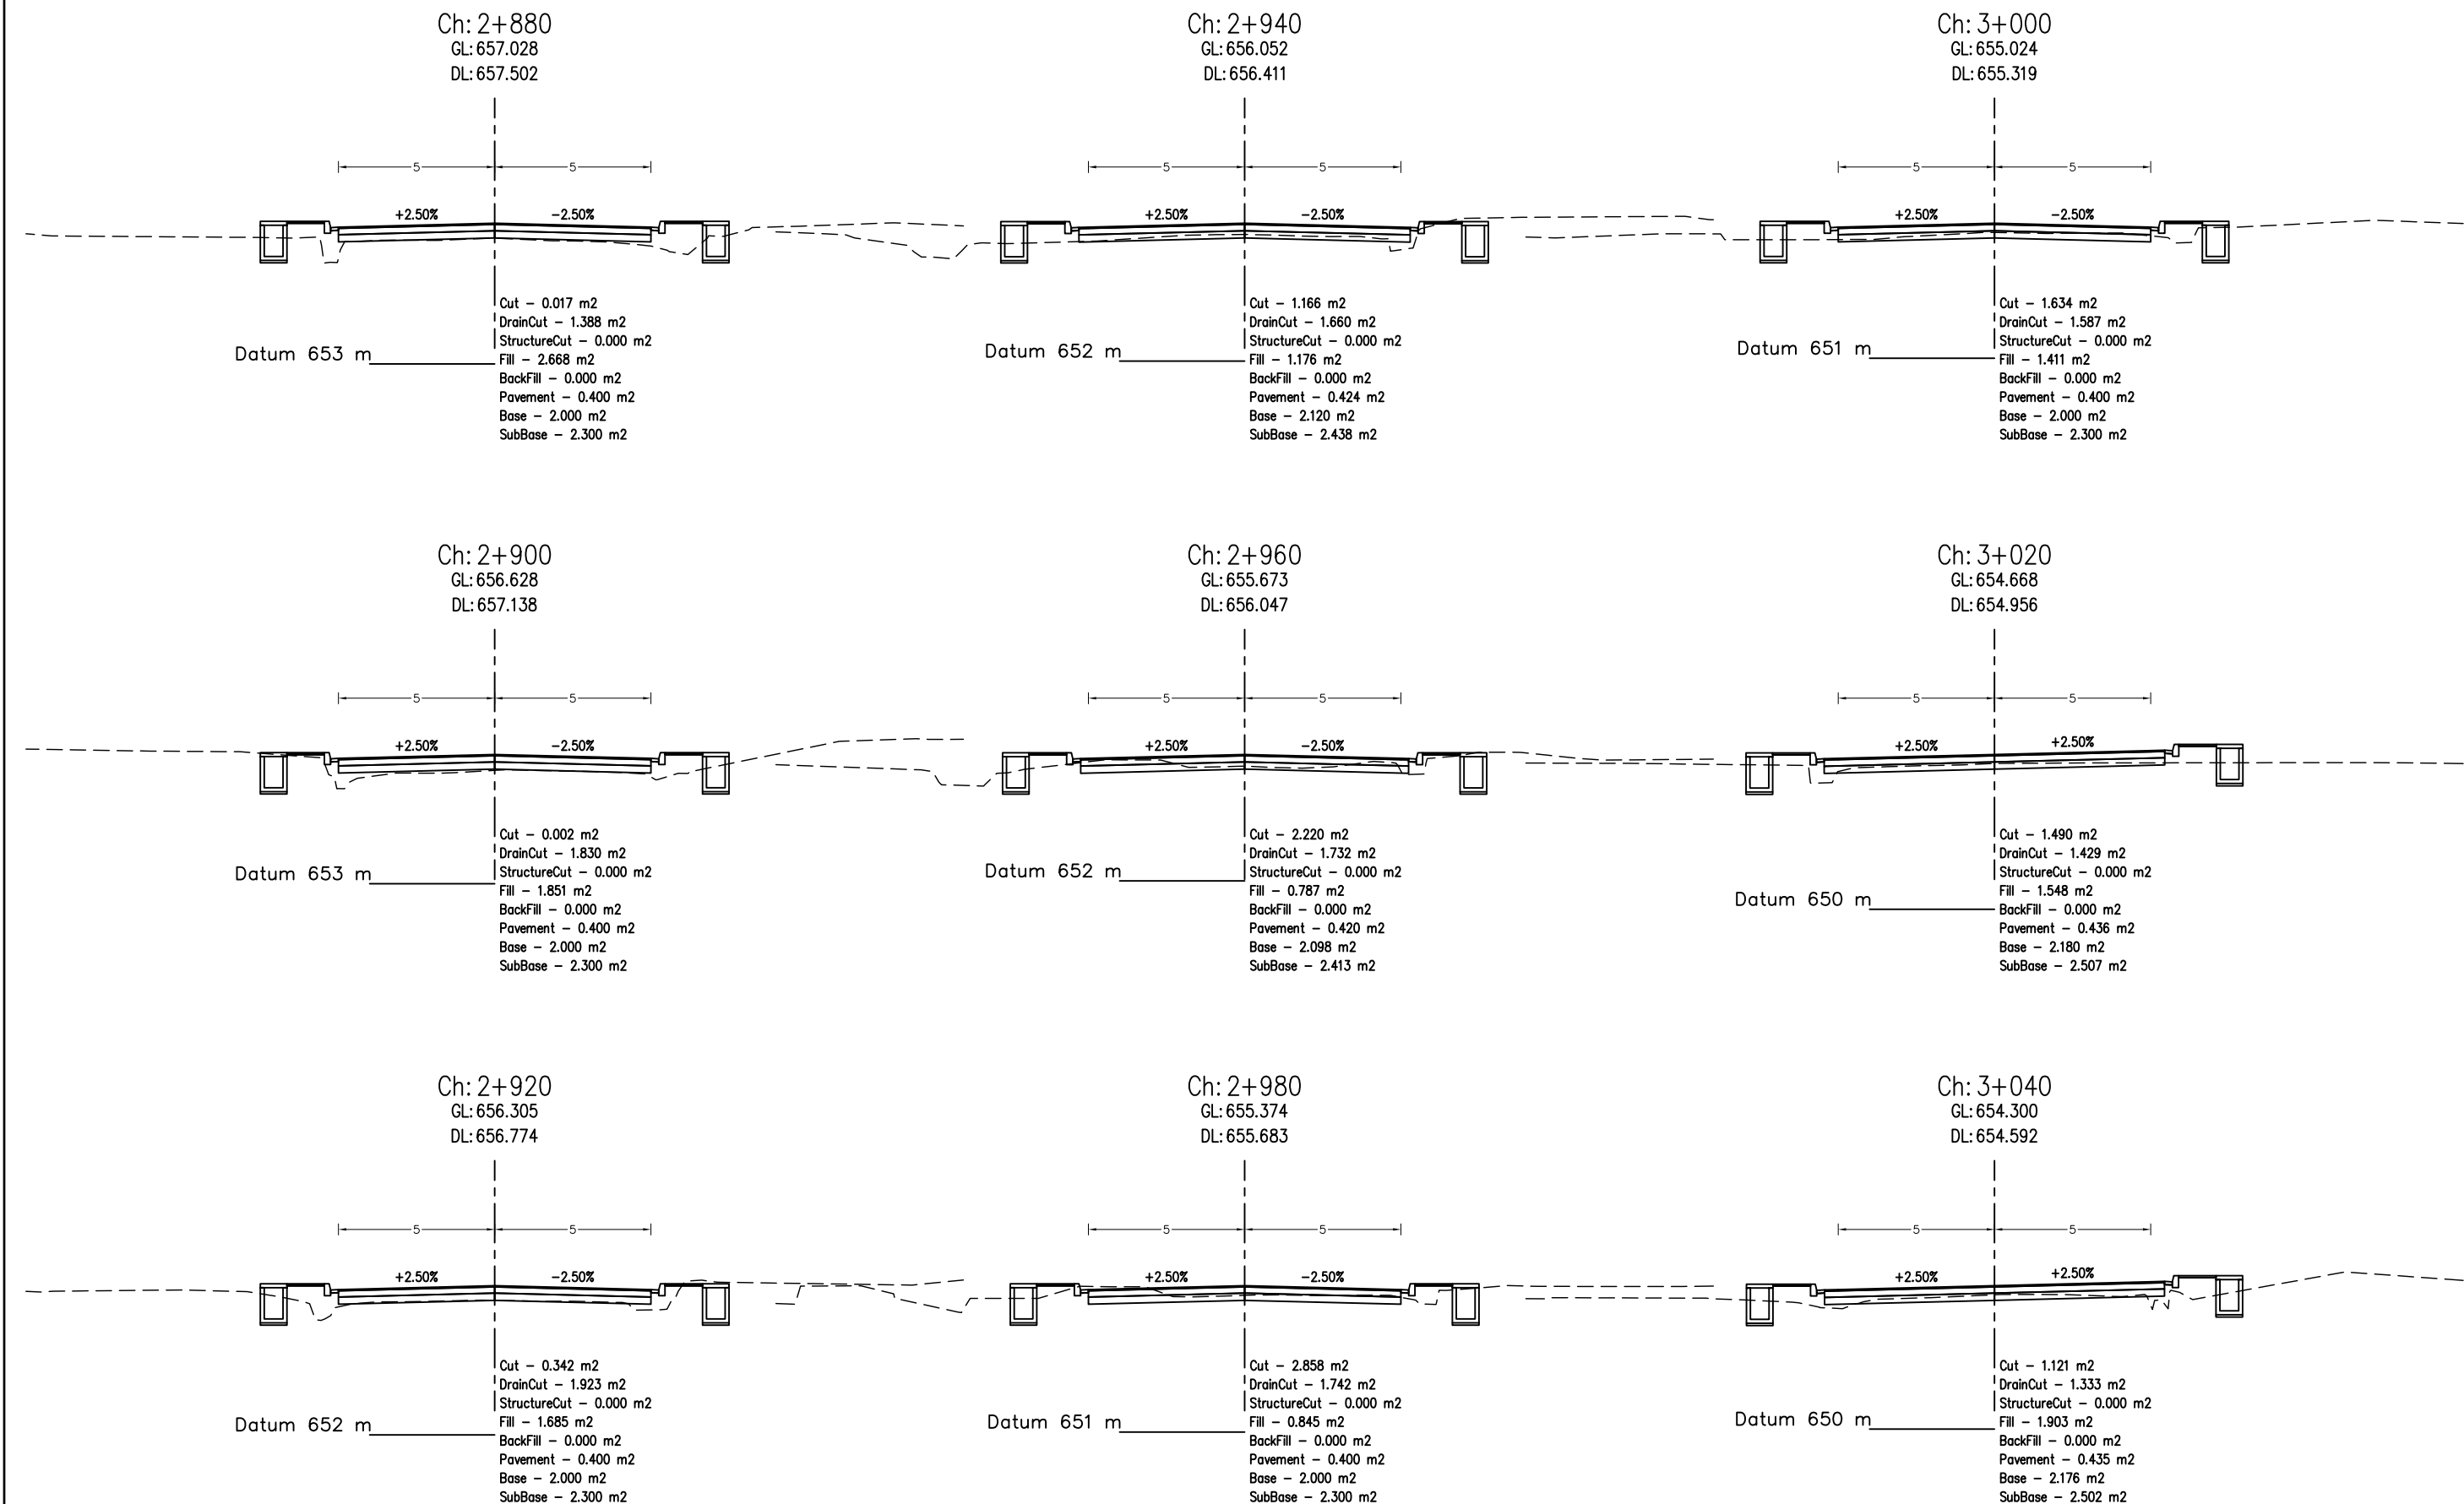 Ch: 2+880
GL: 657.028
DL: 657.502
5
5
+2.50%
-2.50%
Cut - 0.017 m2
DrainCut - 1.388 m2
StructureCut - 0.000 m2
Datum 653 m
Fill - 2.668 m2
BackFill - 0.000 m2
Pavement - 0.400 m2
Base - 2.000 m2
SubBase - 2.300 m2
Ch: 2+940
GL: 656.052
DL: 656.411
5
5
+2.50%
-2.50%
Cut - 1.166 m2
DrainCut - 1.660 m2
StructureCut - 0.000 m2
Datum 652 m
Fill - 1.176 m2
BackFill - 0.000 m2
Pavement - 0.424 m2
Base - 2.120 m2
SubBase - 2.438 m2
Ch: 3+000
GL: 655.024
DL: 655.319
5
5
+2.50%
-2.50%
Cut - 1.634 m2
DrainCut - 1.587 m2
StructureCut - 0.000 m2
Datum 651 m
Fill - 1.411 m2
BackFill - 0.000 m2
Pavement - 0.400 m2
Base - 2.000 m2
SubBase - 2.300 m2
Ch: 2+900
GL: 656.628
DL: 657.138
5
5
+2.50%
-2.50%
Cut - 0.002 m2
DrainCut - 1.830 m2
StructureCut - 0.000 m2
Datum 653 m
Fill - 1.851 m2
BackFill - 0.000 m2
Pavement - 0.400 m2
Base - 2.000 m2
SubBase - 2.300 m2
Ch: 2+960
GL: 655.673
DL: 656.047
5
5
+2.50%
-2.50%
Cut - 2.220 m2
DrainCut - 1.732 m2
StructureCut - 0.000 m2
Datum 652 m
Fill - 0.787 m2
BackFill - 0.000 m2
Pavement - 0.420 m2
Base - 2.098 m2
SubBase - 2.413 m2
Ch: 3+020
GL: 654.668
DL: 654.956
5
5
+2.50%
+2.50%
Cut - 1.490 m2
DrainCut - 1.429 m2
StructureCut - 0.000 m2
Fill - 1.548 m2
Datum 650 m
BackFill - 0.000 m2
Pavement - 0.436 m2
Base - 2.180 m2
SubBase - 2.507 m2
Ch: 2+920
GL: 656.305
DL: 656.774
5
5
+2.50%
-2.50%
Cut - 0.342 m2
DrainCut - 1.923 m2
StructureCut - 0.000 m2
Datum 652 m
Fill - 1.685 m2
BackFill - 0.000 m2
Pavement - 0.400 m2
Base - 2.000 m2
SubBase - 2.300 m2
Ch: 2+980
GL: 655.374
DL: 655.683
5
5
+2.50%
-2.50%
Cut - 2.858 m2
DrainCut - 1.742 m2
StructureCut - 0.000 m2
Datum 651 m
Fill - 0.845 m2
BackFill - 0.000 m2
Pavement - 0.400 m2
Base - 2.000 m2
SubBase - 2.300 m2
Ch: 3+040
GL: 654.300
DL: 654.592
5
5
+2.50%
+2.50%
Cut - 1.121 m2
DrainCut - 1.333 m2
StructureCut - 0.000 m2
Datum 650 m
Fill - 1.903 m2
BackFill - 0.000 m2
Pavement - 0.435 m2
Base - 2.176 m2
SubBase - 2.502 m2